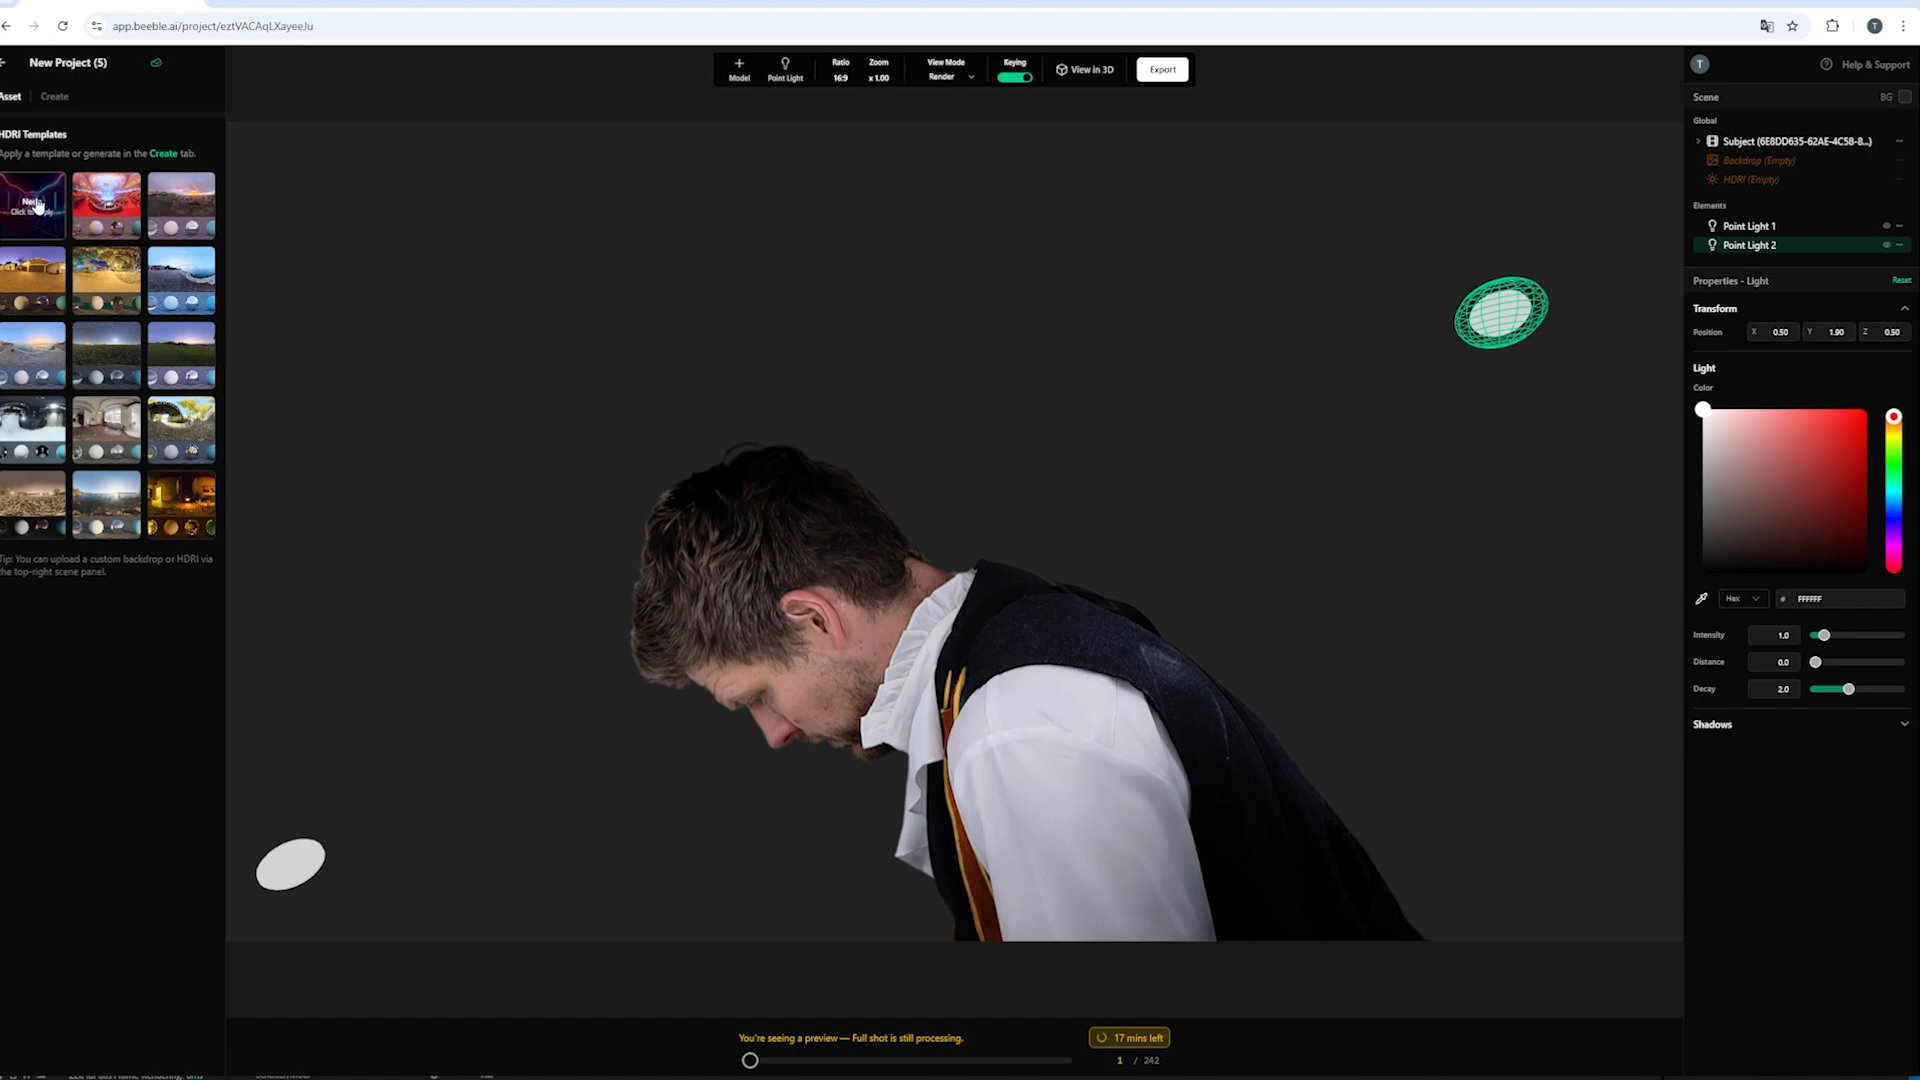 app.beeble.ai/project/eztVACAqLXayeeJu
T
New Project (5)
Asset
Create
HDRI Templates
Apply a template or generate in the Create tab.
Tip: You can upload a custom backdrop or HDRI via
the top-right scene panel.
Model
Point Light
Ratio
16:9
Zoom
x 1.00
View Mode
Render
Keying
View in 3D
Export
You're seeing a preview — Full shot is still processing.
17 mins left
1 / 242
T
Help & Support
Scene
BG
Global
Subject (6E8DD635-62AE-4C58-8...)
Backdrop (Empty)
HDRI (Empty)
Elements
Point Light 1
Point Light 2
Properties - Light
Reset
Transform
Position
X 0.50
Y 1.90
Z 0.50
Light
Color
Hex
# FFFFFF
Intensity
1.0
Distance
0.0
Decay
2.0
Shadows